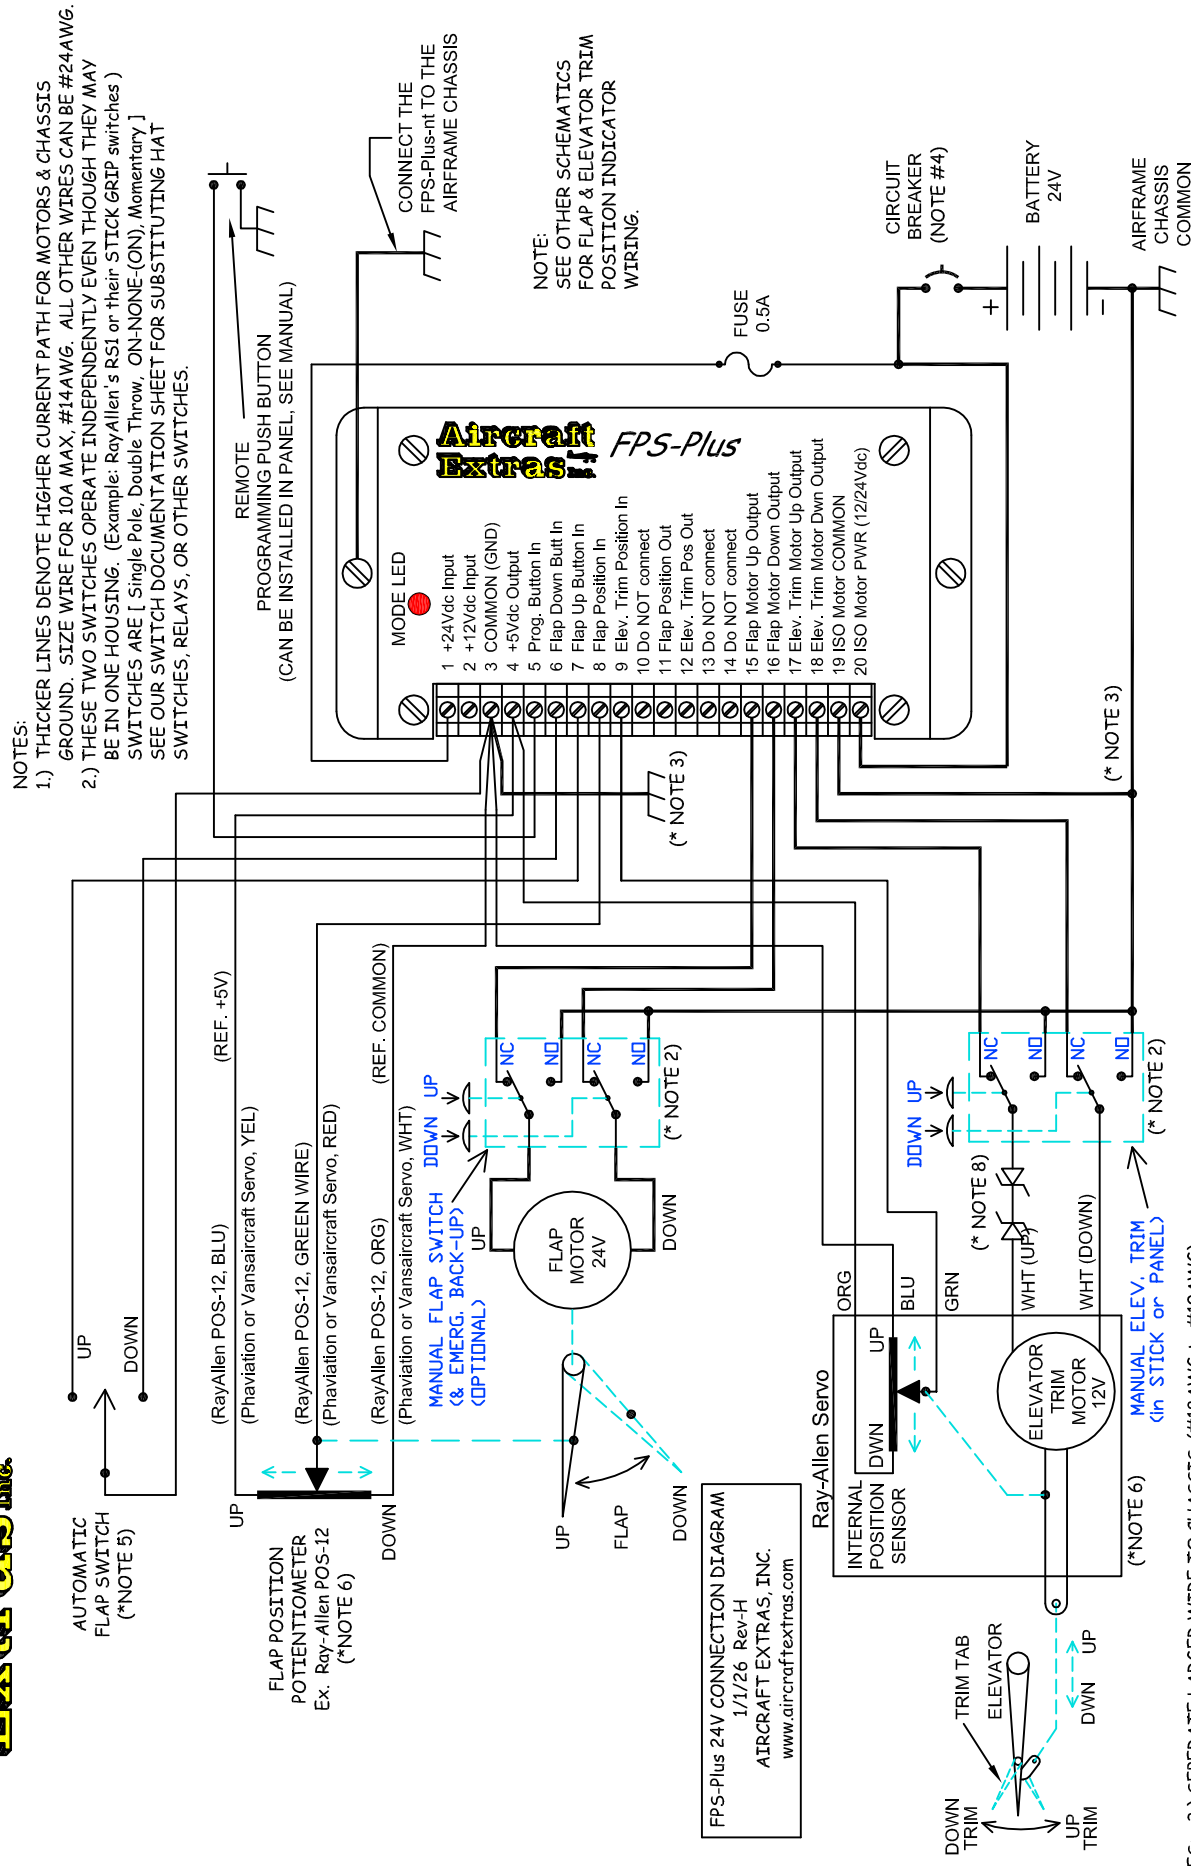 NOTES:
1.) THICKER LINES DENOTE HIGHER CURRENT PATH FOR MOTORS & CHASSIS
GROUND. SIZE WIRE FOR 10A MAX, #14AWG. ALL OTHER WIRES CAN BE #24AWG.
2.) THESE TWO SWITCHES OPERATE INDEPENDENTLY EVEN THOUGH THEY MAY
BE IN ONE HOUSING. (Example: RayAllen's RS1 or their STICK GRIP switches )
SWITCHES ARE [ Single Pole, Double Throw, ON-NONE-(ON), Momentary ]
SEE OUR SWITCH DOCUMENTATION SHEET FOR SUBSTITUTING HAT
SWITCHES, RELAYS, OR OTHER SWITCHES.
Extras Inc.
AUTOMATIC
FLAP SWITCH
(*NOTE 5)
UP
DOWN
REMOTE
PROGRAMMING PUSH BUTTON
(CAN BE INSTALLED IN PANEL, SEE MANUAL)
CONNECT THE
FPS-Plus-nt TO THE
AIRFRAME CHASSIS
FLAP POSITION
POTIENTIOMETER
Ex. Ray-Allen POS-12
(*NOTE 6)
UP
DOWN
(RayAllen POS-12, BLU)
(Phaviation or Vansaircraft Servo, YEL)
(REF. +5V)
(RayAllen POS-12, GREEN WIRE)
(Phaviation or Vansaircraft Servo, RED)
(RayAllen POS-12, ORG)
(Phaviation or Vansaircraft Servo, WHT)
(REF. COMMON)
MODE LED
Aircraft
Extras Inc.
FPS-Plus
1 +24Vdc Input
2 +12Vdc Input
3 COMMON (GND)
4 +5Vdc Output
5 Prog. Button In
6 Flap Down Butt In
7 Flap Up Button In
8 Flap Position In
9 Elev. Trim Position In
10 Do NOT connect
11 Flap Position Out
12 Elev. Trim Pos Out
13 Do NOT connect
14 Do NOT connect
15 Flap Motor Up Output
16 Flap Motor Down Output
17 Elev. Trim Motor Up Output
18 Elev. Trim Motor Dwn Output
19 ISO Motor COMMON
20 ISO Motor PWR (12/24Vdc)
NOTE:
SEE OTHER SCHEMATICS
FOR FLAP & ELEVATOR TRIM
POSITION INDICATOR
WIRING.
FUSE
0.5A
CIRCUIT
BREAKER
(NOTE #4)
BATTERY
24V
+
−
AIRFRAME
CHASSIS
COMMON
(* NOTE 3)
(* NOTE 3)
MANUAL FLAP SWITCH
(& EMERG. BACK-UP)
(OPTIONAL)
DOWN UP
NC
NO
NC
NO
(* NOTE 2)
UP
FLAP
MOTOR
24V
DOWN
UP
FLAP
DOWN
FPS-Plus 24V CONNECTION DIAGRAM
1/1/26 Rev-H
AIRCRAFT EXTRAS, INC.
www.aircraftextras.com
Ray-Allen Servo
INTERNAL
POSITION
SENSOR
DWN UP
ORG
BLU
GRN
ELEVATOR
TRIM
MOTOR
12V
WHT (UP)
WHT (DOWN)
(* NOTE 8)
(*NOTE 6)
DOWN UP
NC
NO
NC
NO
(* NOTE 2)
MANUAL ELEV. TRIM
(in STICK or PANEL)
TRIM TAB
ELEVATOR
DOWN
TRIM
UP
TRIM
DWN UP